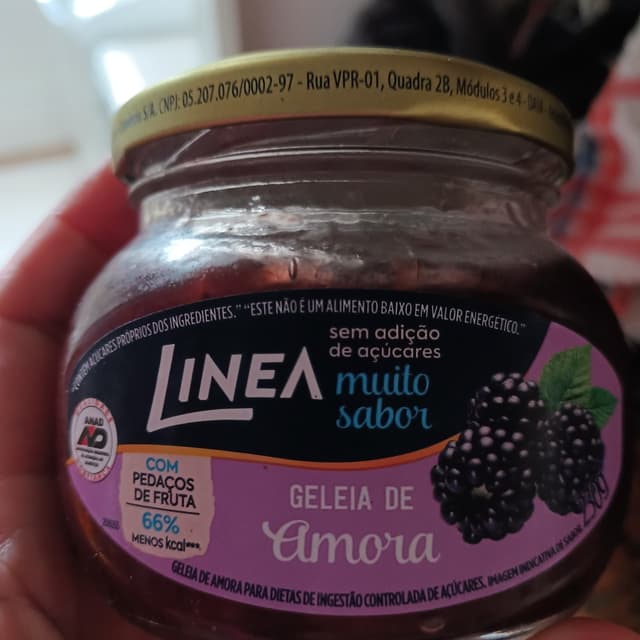 S.A. CNPJ: 05.207.076/0002-97 - Rua VPR-01, Quadra 2B, Módulos 3 e 4 - DAIA
AÇÚCARES PRÓPRIOS DOS INGREDIENTES." "ESTE NÃO É UM ALIMENTO BAIXO EM VALOR ENERGÉTICO."
LINEA
sem adição
de açúcares
muito
sabor
ANAD
COM
PEDAÇOS
DE FRUTA
66%
MENOS kcal***
GELEIA DE
Amora
GELEIA DE AMORA PARA DIETAS DE INGESTÃO CONTROLADA DE AÇÚCARES. IMAGEM INDICATIVA DE SABOR.